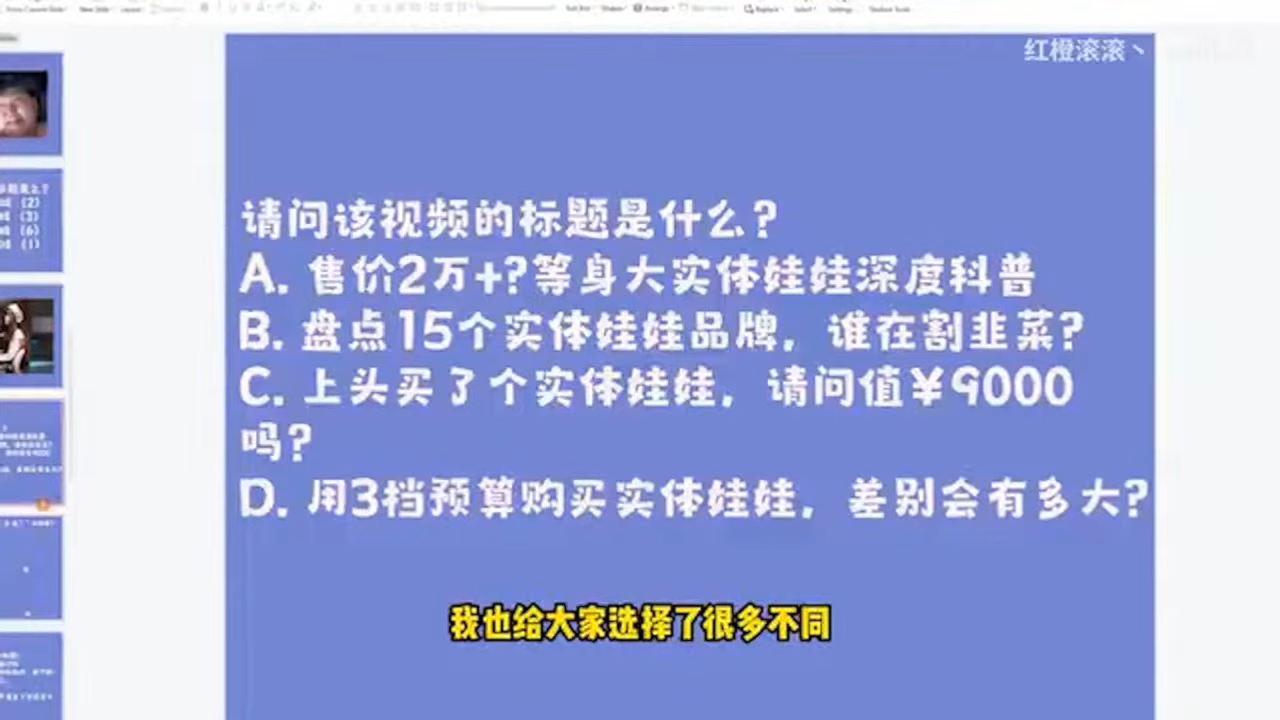 红橙滚滚丶
请问该视频的标题是什么?
A. 售价2万+?等身大实体娃娃深度科普
B. 盘点15个实体娃娃品牌，谁在割韭菜?
C. 上头买了个实体娃娃，请问值¥9000
吗?
D. 用3档预算购买实体娃娃，差别会有多大?
我也给大家选择了很多不同